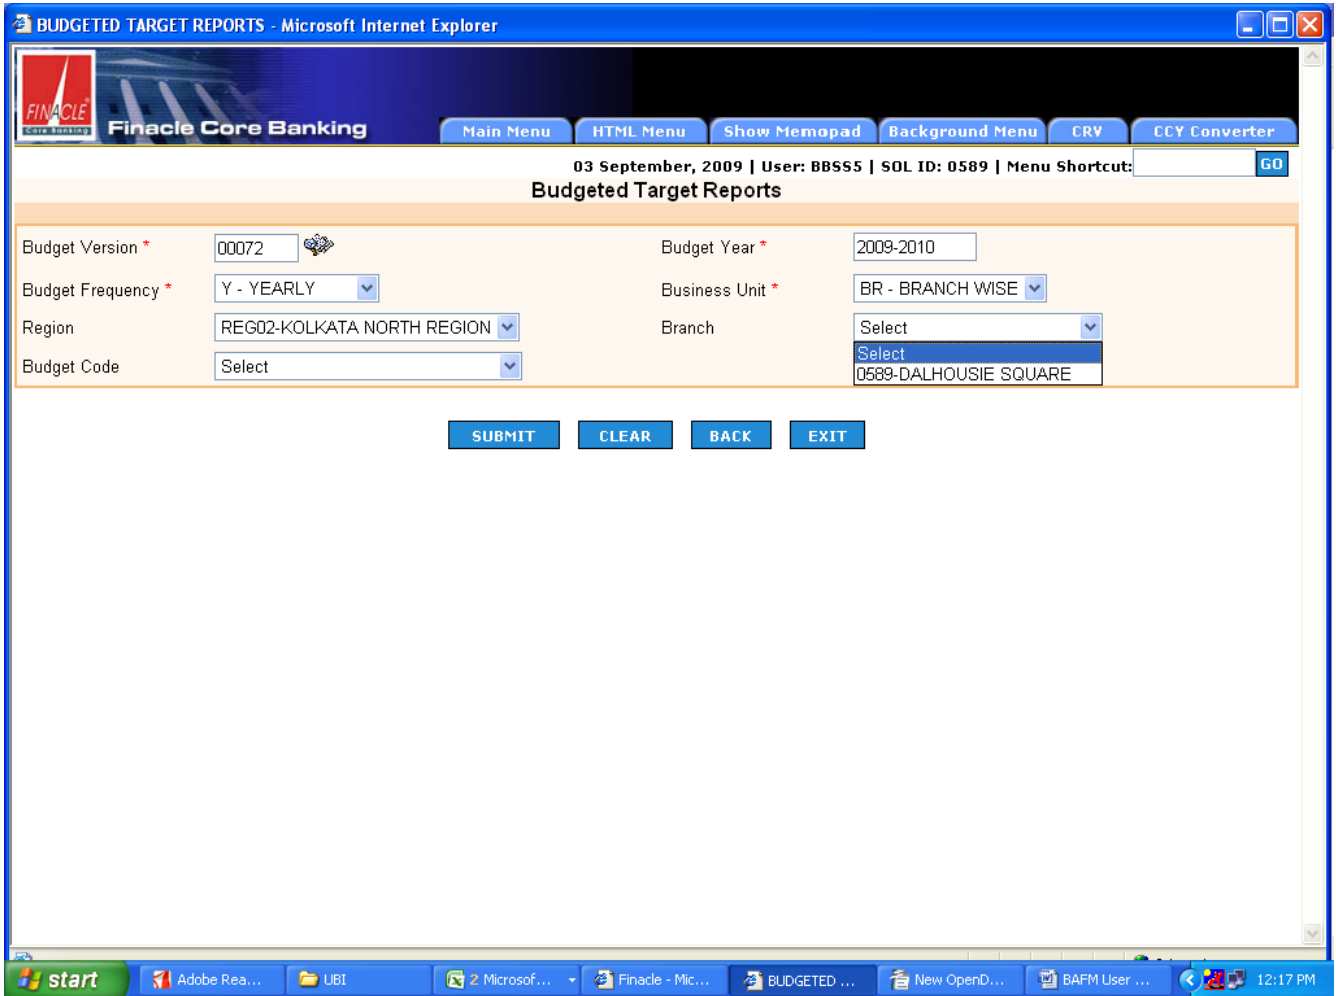 BUDGETED TARGET REPORTS - Microsoft Internet Explorer
FINACLE
Core Banking
Finacle Core Banking
Main Menu HTML Menu Show Memopad Background Menu CRV CCY Converter
03 September, 2009 | User: BBSS5 | SOL ID: 0589 | Menu Shortcut: GO
Budgeted Target Reports
Budget Version * 00072 Budget Year * 2009-2010
Budget Frequency * Y - YEARLY Business Unit * BR - BRANCH WISE
Region REG02-KOLKATA NORTH REGION Branch Select
Select
Budget Code Select 0589-DALHOUSIE SQUARE
SUBMIT CLEAR BACK EXIT
start Adobe Rea... UBI 2 Microsof... Finacle - Mic... BUDGETED ... New OpenD... BAFM User ... 12:17 PM